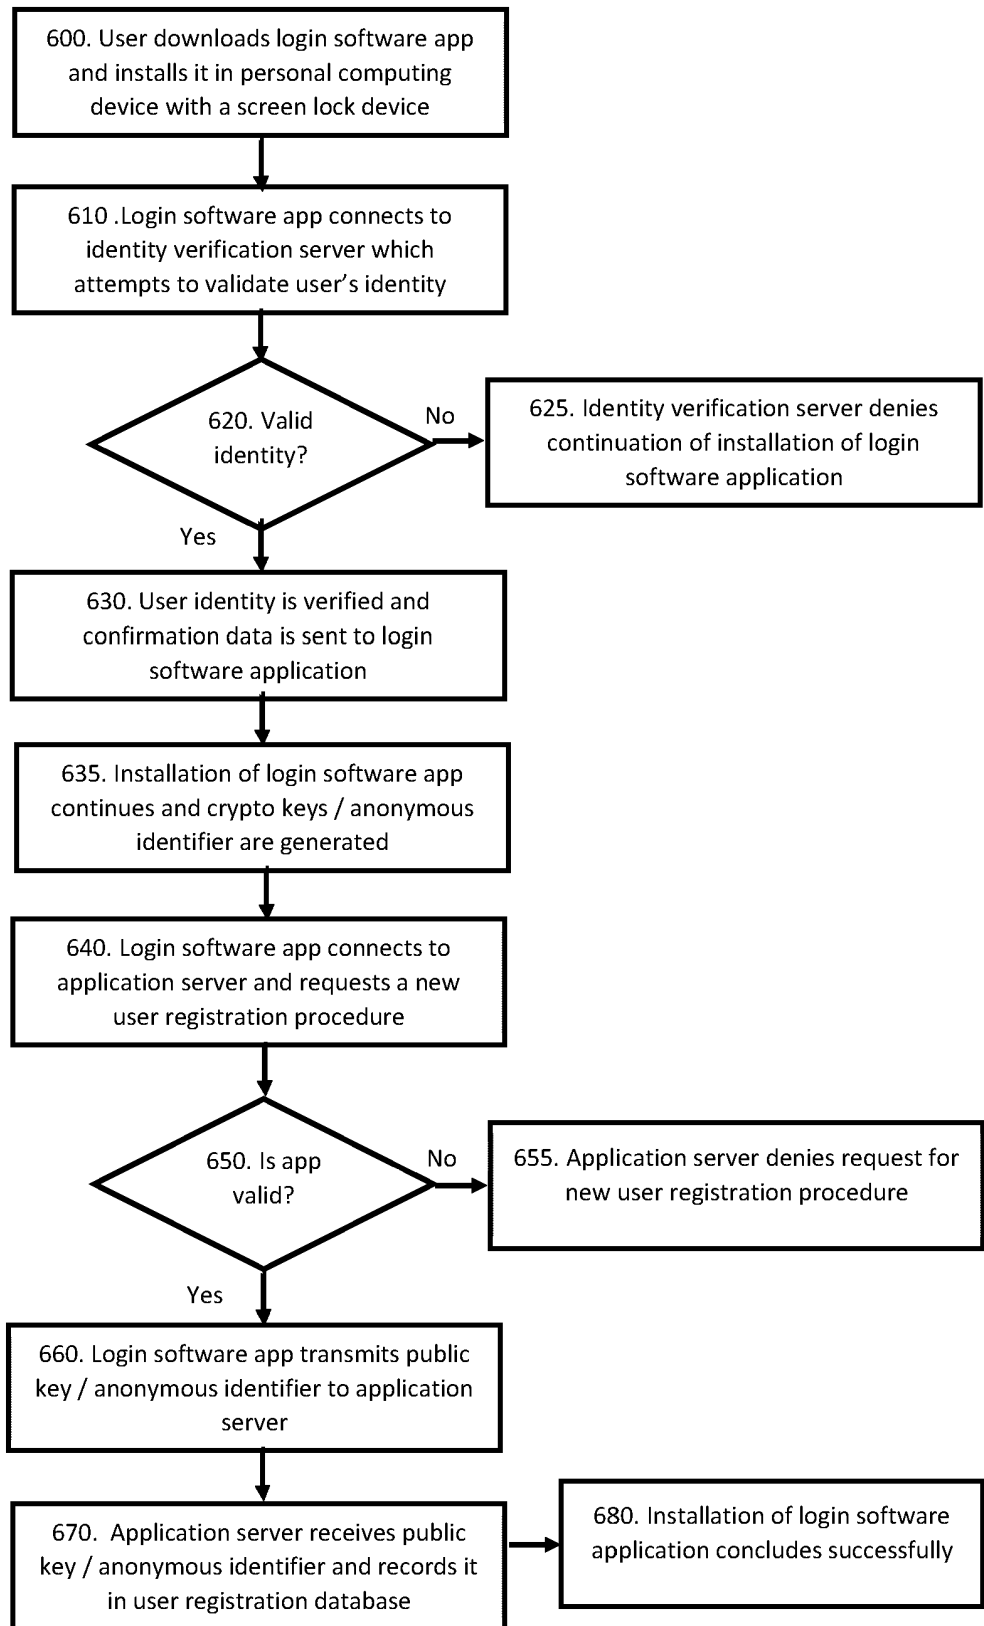 600. User downloads login software app
and installs it in personal computing
device with a screen lock device
610 .Login software app connects to
identity verification server which
attempts to validate user’s identity
620. Valid
identity?
No
625. Identity verification server denies
continuation of installation of login
software application
Yes
630. User identity is verified and
confirmation data is sent to login
software application
635. Installation of login software app
continues and crypto keys / anonymous
identifier are generated
640. Login software app connects to
application server and requests a new
user registration procedure
650. Is app
valid?
No
655. Application server denies request for
new user registration procedure
Yes
660. Login software app transmits public
key / anonymous identifier to application
server
670. Application server receives public
key / anonymous identifier and records it
in user registration database
680. Installation of login software
application concludes successfully